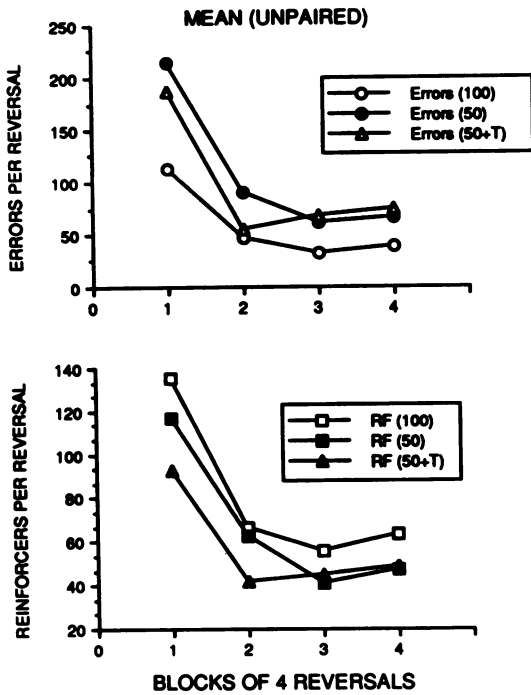 MEAN (UNPAIRED)
ERRORS PER REVERSAL
250
200
150
100
50
0
Errors (100)
Errors (50)
Errors (50+T)
0 1 2 3 4
REINFORCERS PER REVERSAL
140
120
100
80
60
40
20
RF (100)
RF (50)
RF (50+T)
0 1 2 3 4
BLOCKS OF 4 REVERSALS